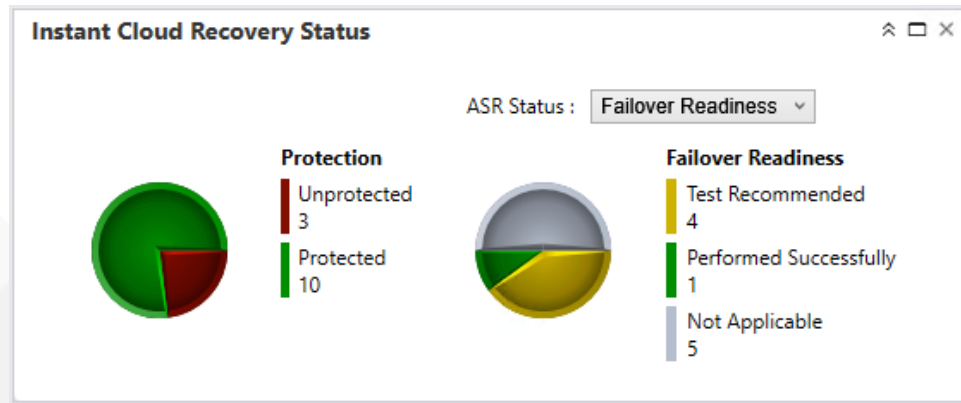 Instant Cloud Recovery Status
ASR Status : Failover Readiness
Protection
Unprotected
3
Protected
10
Failover Readiness
Test Recommended
4
Performed Successfully
1
Not Applicable
5